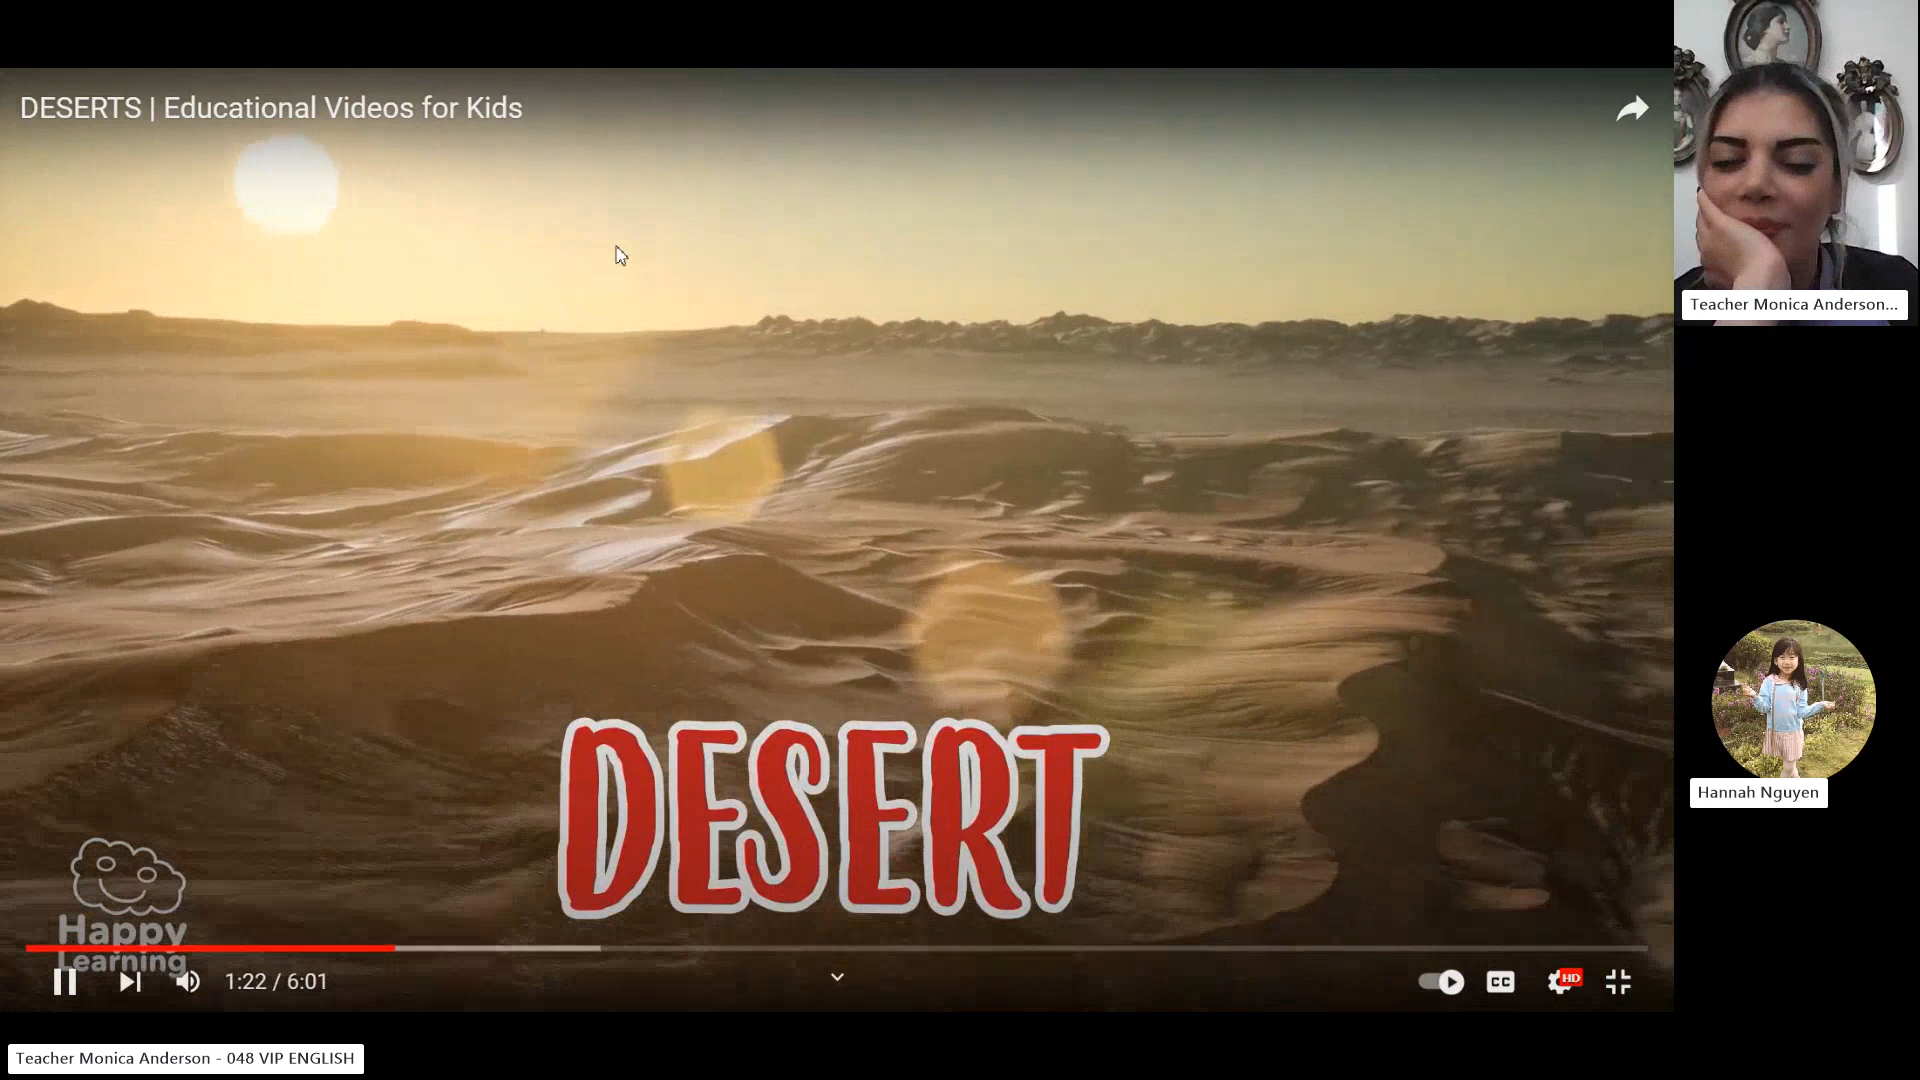 DESERTS | Educational Videos for Kids
Teacher Monica Anderson...
Hannah Nguyen
DESERT
Happy
Learning
1:22 / 6:01
CC
HD
Teacher Monica Anderson - 048 VIP ENGLISH